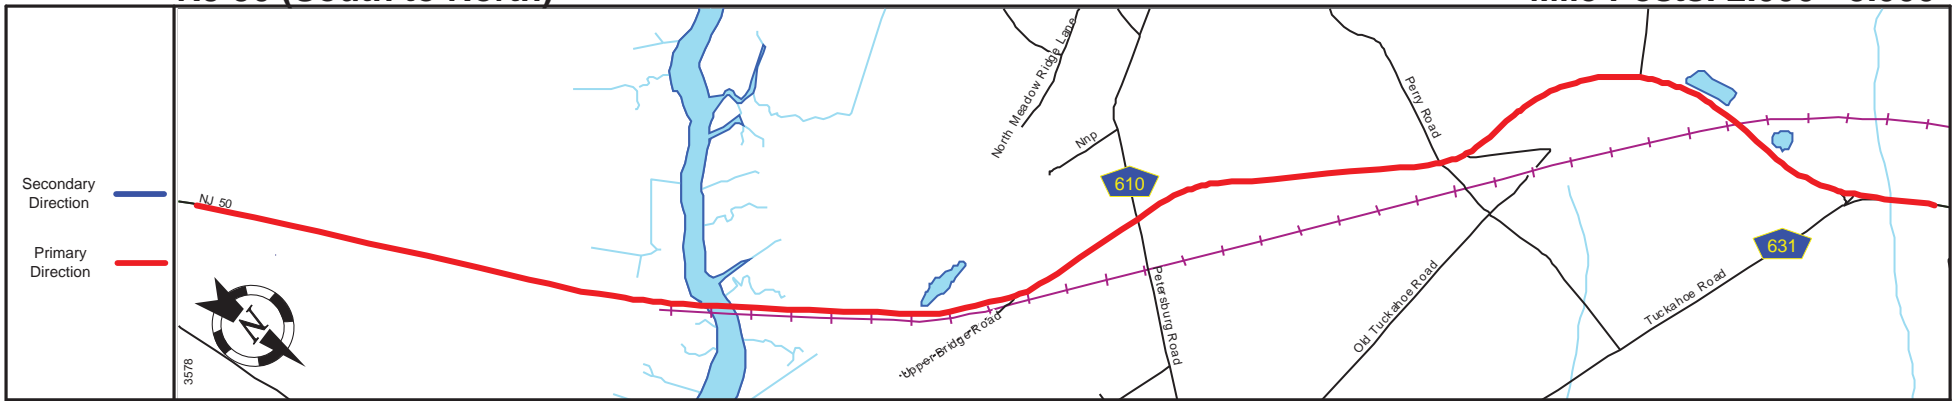 Secondary
Direction
Primary
Direction
NJ 50
3578
N
North Meadow Ridge Lane
Nnp
610
Petersburg Road
Upper Bridge Road
Perry Road
Old Tuckahoe Road
631
Tuckahoe Road